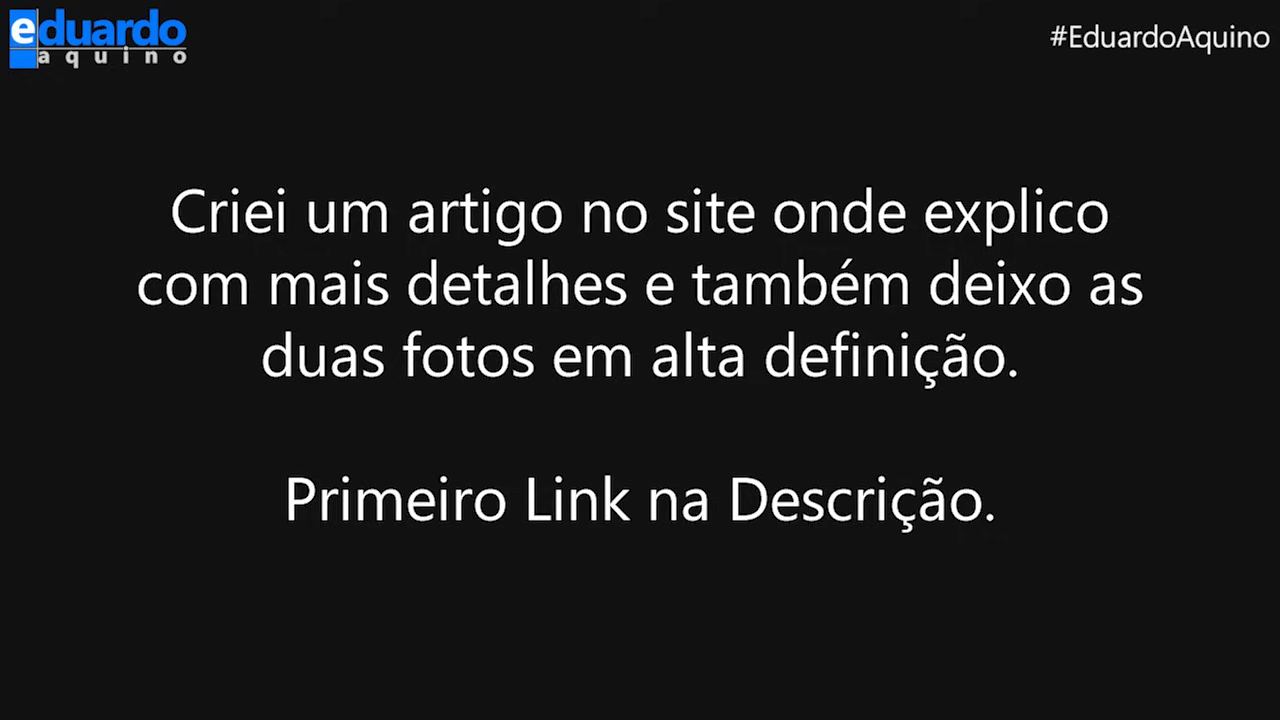 eduardo
aquino
#EduardoAquino
Criei um artigo no site onde explico
com mais detalhes e também deixo as
duas fotos em alta definição.
Primeiro Link na Descrição.